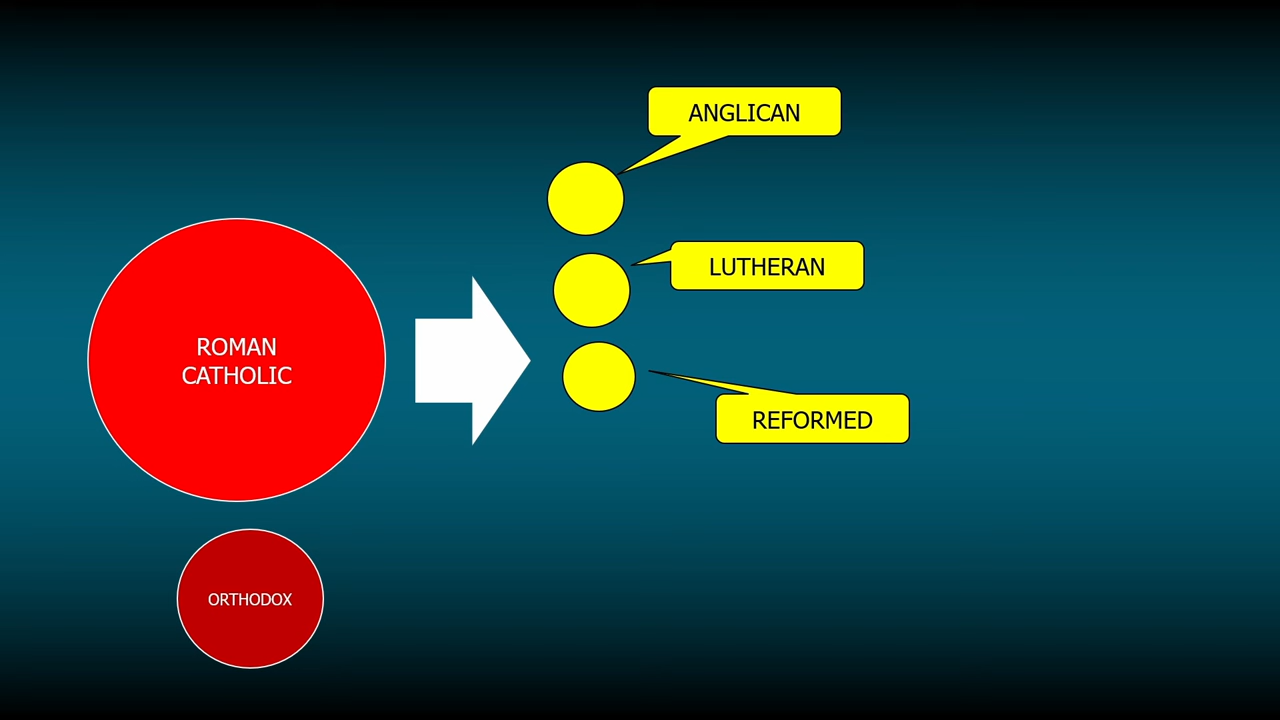 ANGLICAN
LUTHERAN
ROMAN
CATHOLIC
REFORMED
ORTHODOX